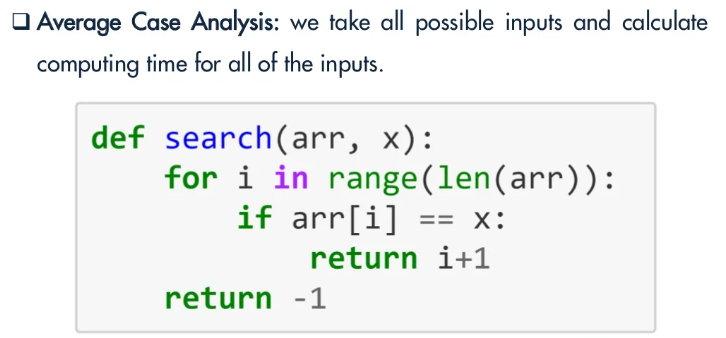 ❑ Average Case Analysis: we take all possible inputs and calculate
computing time for all of the inputs.
def search(arr, x):
    for i in range(len(arr)):
        if arr[i] == x:
            return i+1
    return -1